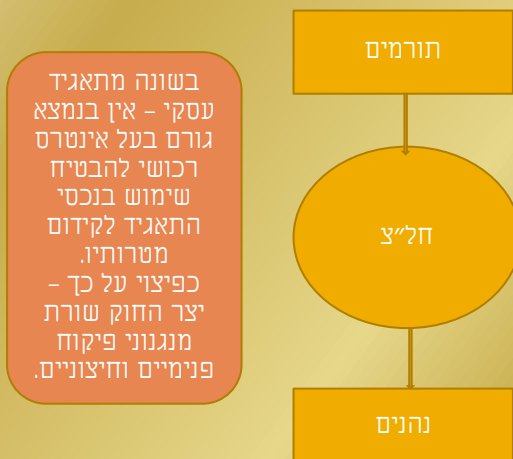 תורמים
בשונה מתאגיד
עסקי – אין בנמצא
גורם בעל אינטרס
רכושי להבטיח
שימוש בנכסי
התאגיד לקידום
מטרותיו.
כפיצוי על כך –
יצר החוק שורת
מנגנוני פיקוח
פנימיים וחיצוניים.
חל״צ
נהנים